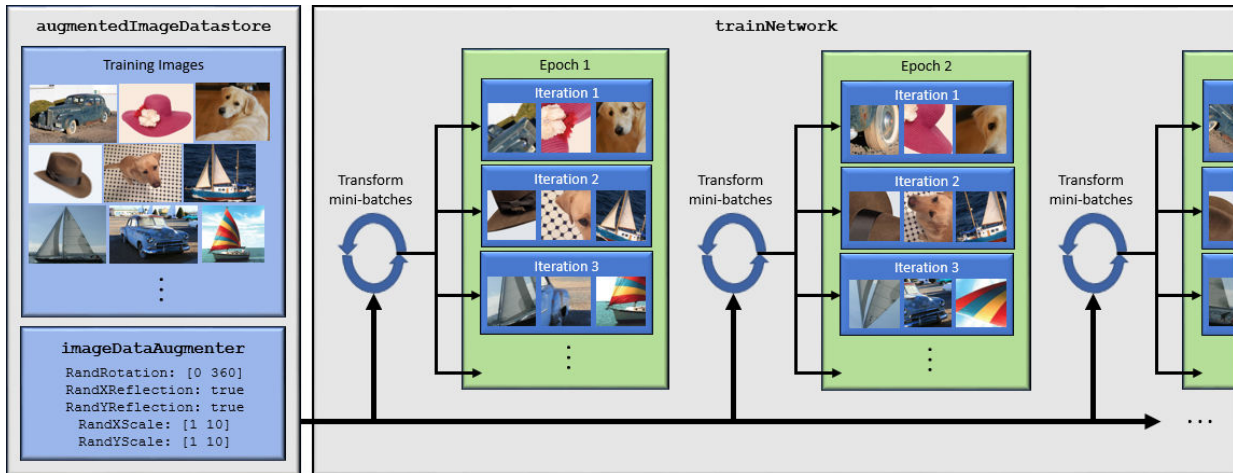 augmentedImageDatastore
Training Images
imageDataAugmenter
RandRotation: [0 360]
RandXReflection: true
RandYReflection: true
RandXScale: [1 10]
RandYScale: [1 10]
trainNetwork
Transform
mini-batches
Epoch 1
Iteration 1
Iteration 2
Iteration 3
Transform
mini-batches
Epoch 2
Iteration 1
Iteration 2
Iteration 3
Transform
mini-batches
...